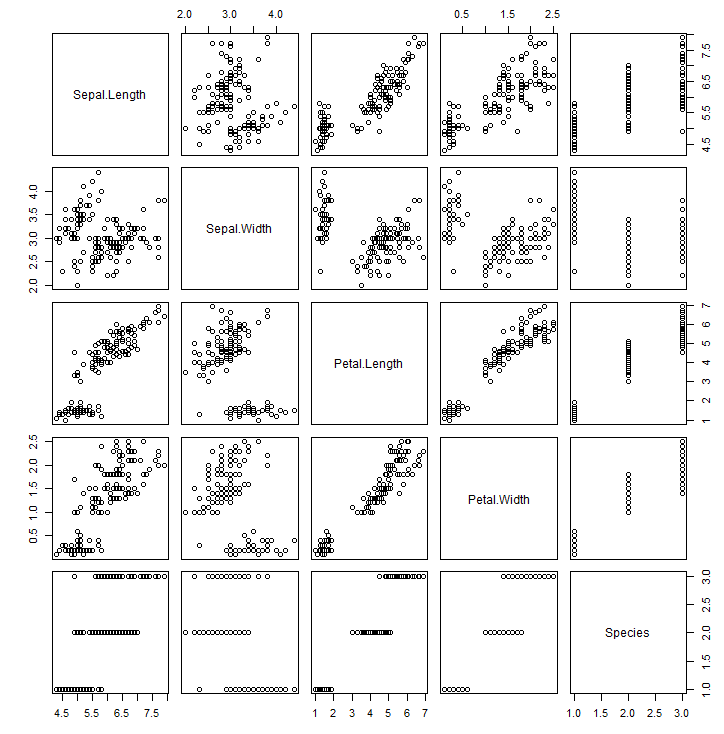 2.0 3.0 4.0
0.5 1.5 2.5
Sepal.Length
4.5 5.5 6.5 7.5
2.0 2.5 3.0 3.5 4.0
Sepal.Width
Petal.Length
1 2 3 4 5 6 7
0.5 1.0 1.5 2.0 2.5
Petal.Width
Species
1.0 1.5 2.0 2.5 3.0
4.5 5.5 6.5 7.5
1 2 3 4 5 6 7
1.0 1.5 2.0 2.5 3.0